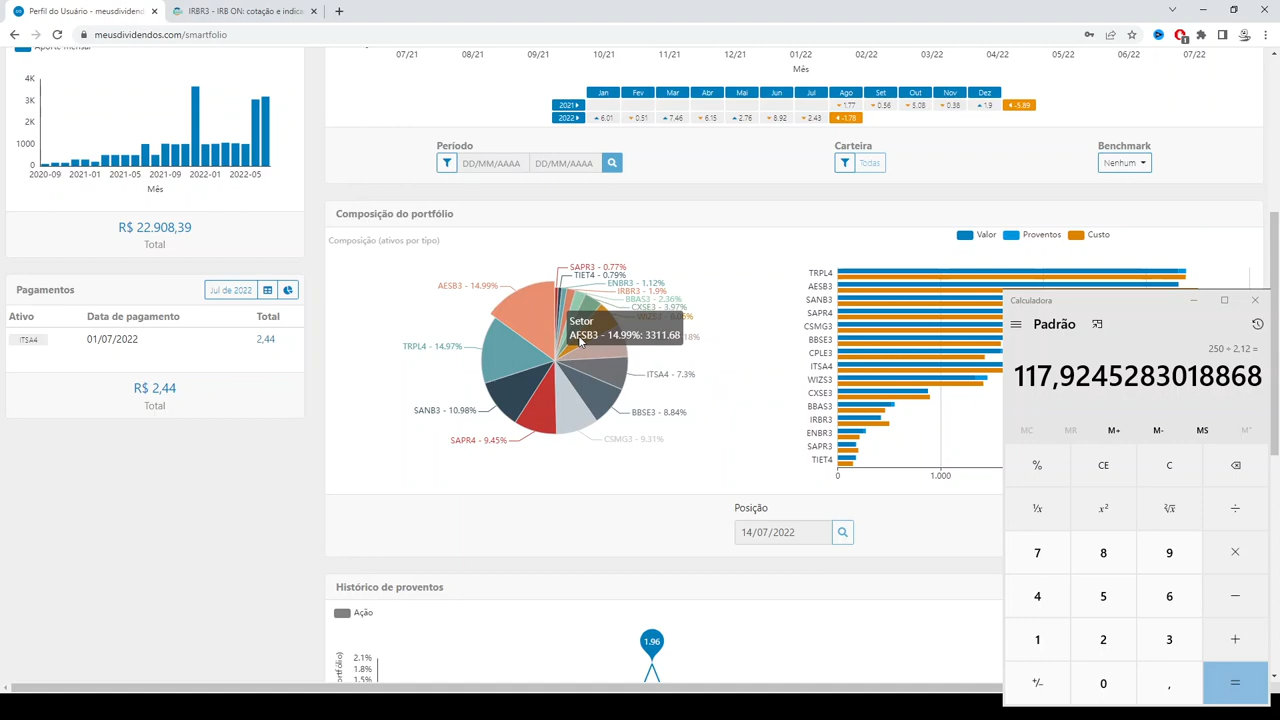 Perfil do Usuário - meusdividendos
IRBR3 - IRB ON: cotação e indica
meusdividendos.com/smartfolio
Aporte mensal
4K
3K
2K
1000
0
2020-09 2021-01 2021-05 2021-09 2022-01 2022-05
Mês
R$ 22.908,39
Total
Pagamentos
Jul de 2022
Ativo Data de pagamento Total
ITSA4 01/07/2022 2,44
R$ 2,44
Total
07/21 08/21 09/21 10/21 11/21 12/21 01/22 02/22 03/22 04/22 05/22 06/22 07/22
Mês
Jan Fev Mar Abr Mai Jun Jul Ago Set Out Nov Dez
2021 1.77 0.56 5.08 0.38 1.9 -5.89
2022 6.01 0.51 7.46 6.15 2.76 8.92 2.43 -1.78
Período
DD/MM/AAAA DD/MM/AAAA
Carteira
Todas
Benchmark
Nenhum
Composição do portfólio
Composição (ativos por tipo)
SAPR3 - 0.77%
TIET4 - 0.79%
ENBR3 - 1.12%
IRBR3 - 1.9%
BBAS3 - 2.36%
CXSE3 - 3.97%
WIZS3 - 6.06%
18%
ITSA4 - 7.3%
BBSE3 - 8.84%
CSMG3 - 9.31%
SAPR4 - 9.45%
SANB3 - 10.98%
TRPL4 - 14.97%
AESB3 - 14.99%
Setor
AESB3 - 14.99%: 3311.68
Valor Proventos Custo
TRPL4
AESB3
SANB3
SAPR4
CSMG3
BBSE3
CPLE3
ITSA4
WIZS3
CXSE3
BBAS3
IRBR3
ENBR3
SAPR3
TIET4
0 1.000
Posição
14/07/2022
Histórico de proventos
Ação
1.96
2.1%
1.8%
1.5%
Calculadora
Padrão
250 ÷ 2,12 =
117,9245283018868
MC MR M+ M- MS M˅
% CE C
¹/x x² ²√x ÷
7 8 9 ×
4 5 6 −
1 2 3 +
+/- 0 , =